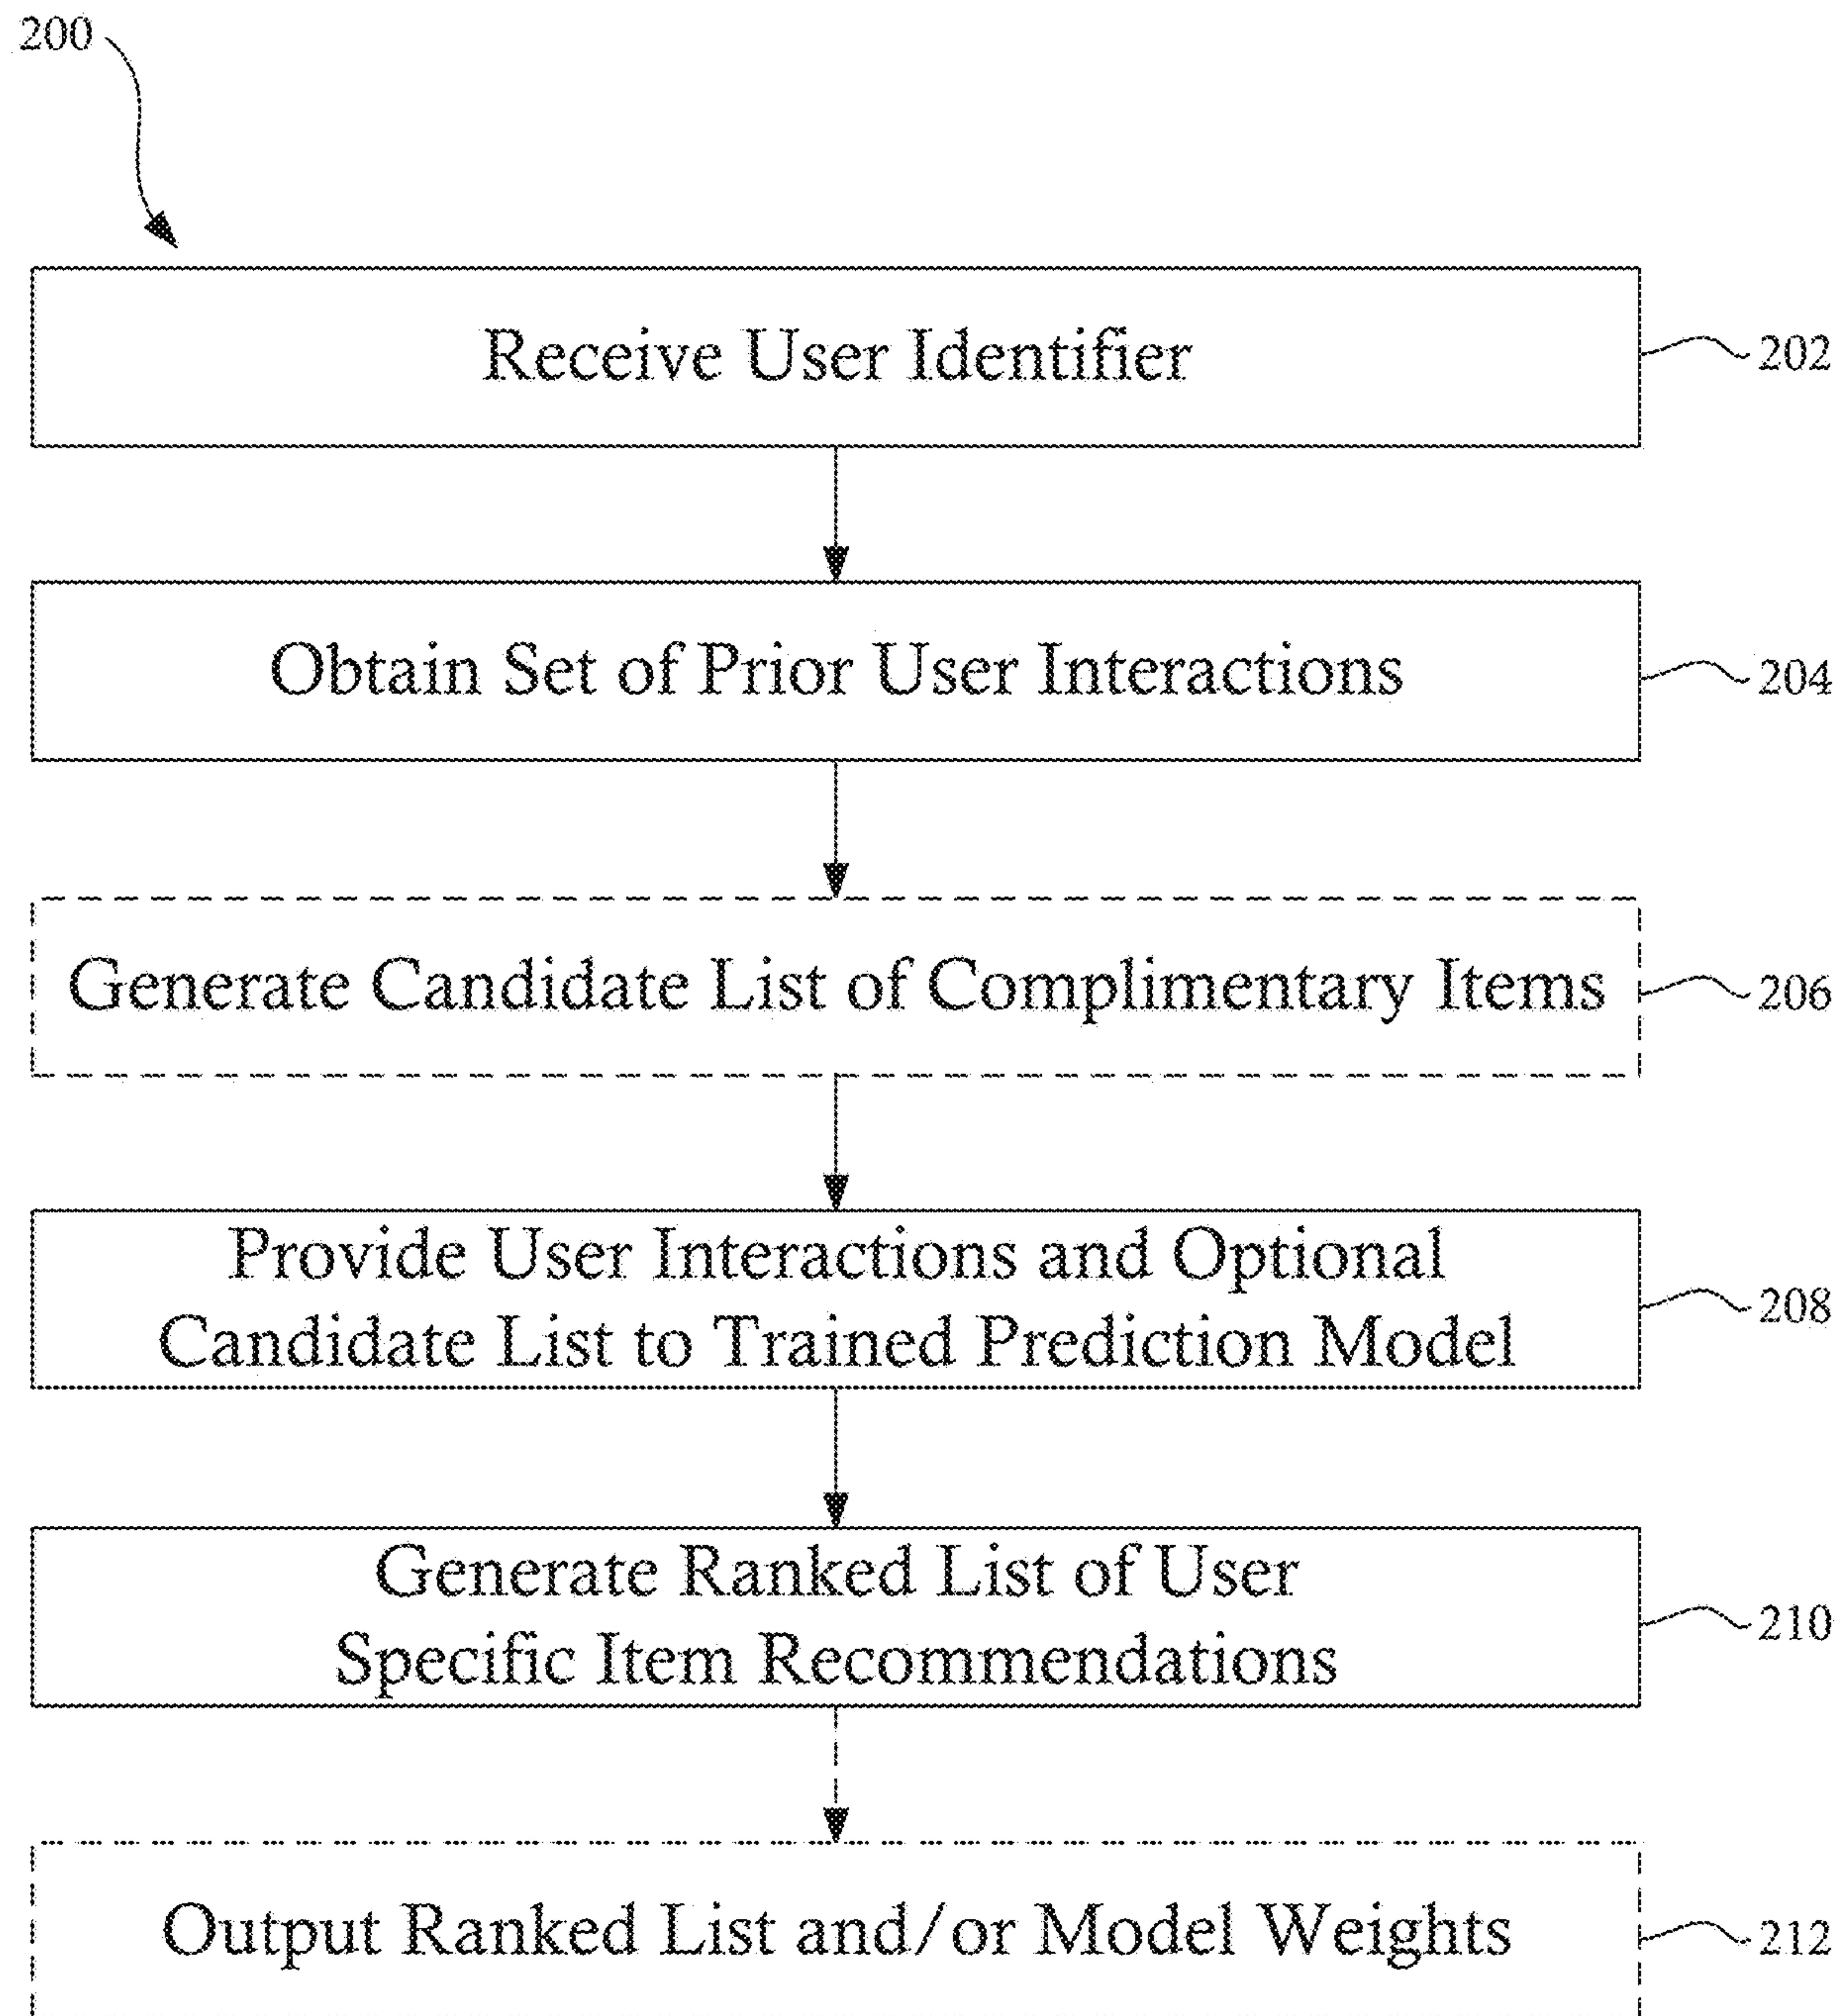 200
Receive User Identifier
202
Obtain Set of Prior User Interactions
204
Generate Candidate List of Complimentary Items
206
Provide User Interactions and Optional
Candidate List to Trained Prediction Model
208
Generate Ranked List of User
Specific Item Recommendations
210
Output Ranked List and/or Model Weights
212